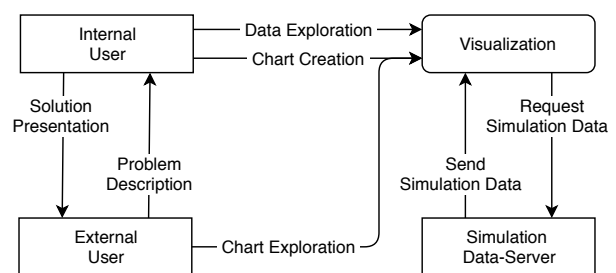 Internal
User
Data Exploration
Visualization
Chart Creation
Solution
Presentation
Request
Simulation Data
Problem
Description
Send
Simulation Data
External
User
Chart Exploration
Simulation
Data-Server